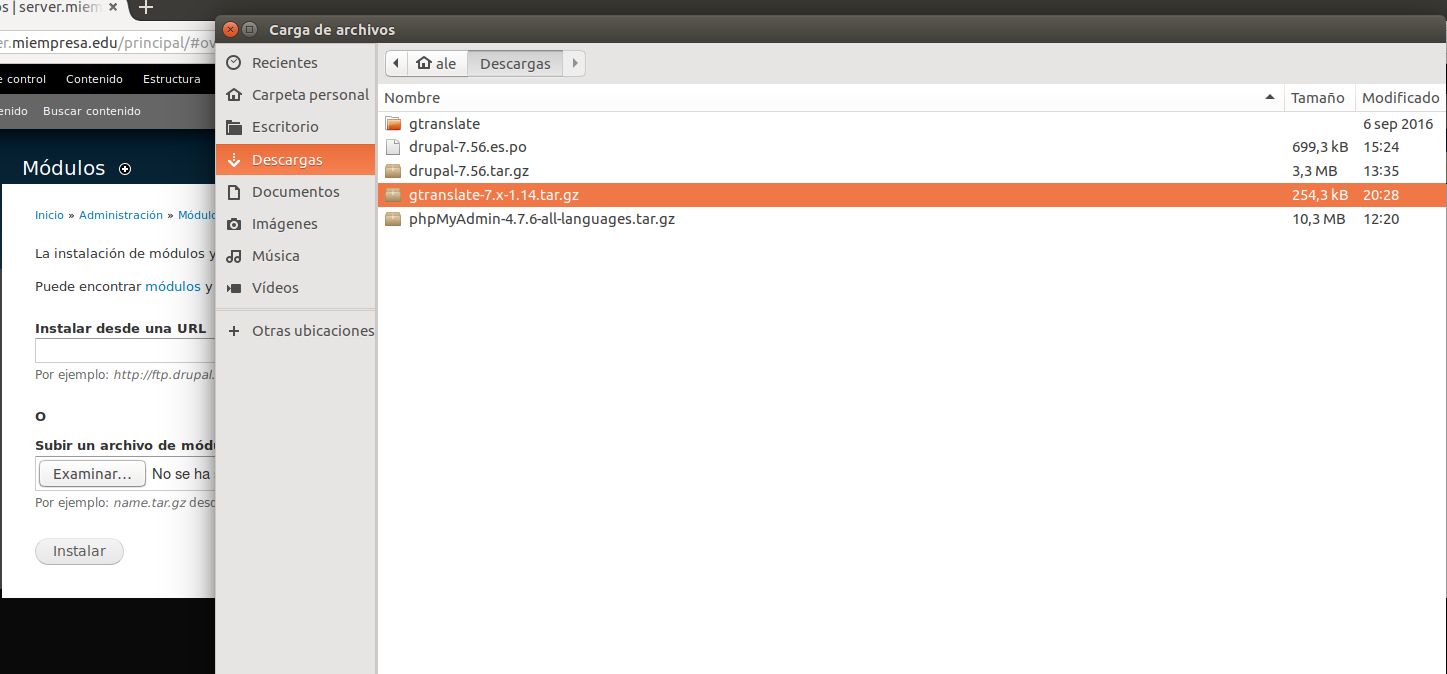 s | server.miem × +
er.miempresa.edu/principal/#ov
e control Contenido Estructura
enido Buscar contenido
Módulos
Inicio » Administración » Módulo
La instalación de módulos y
Puede encontrar módulos y
Instalar desde una URL
Por ejemplo: http://ftp.drupal.
O
Subir un archivo de módu
Examinar... No se ha s
Por ejemplo: name.tar.gz desc
Instalar
Carga de archivos
Recientes
Carpeta personal
Escritorio
Descargas
Documentos
Imágenes
Música
Vídeos
+ Otras ubicaciones
ale Descargas
Nombre Tamaño Modificado
gtranslate 6 sep 2016
drupal-7.56.es.po 699,3 kB 15:24
drupal-7.56.tar.gz 3,3 MB 13:35
gtranslate-7.x-1.14.tar.gz 254,3 kB 20:28
phpMyAdmin-4.7.6-all-languages.tar.gz 10,3 MB 12:20